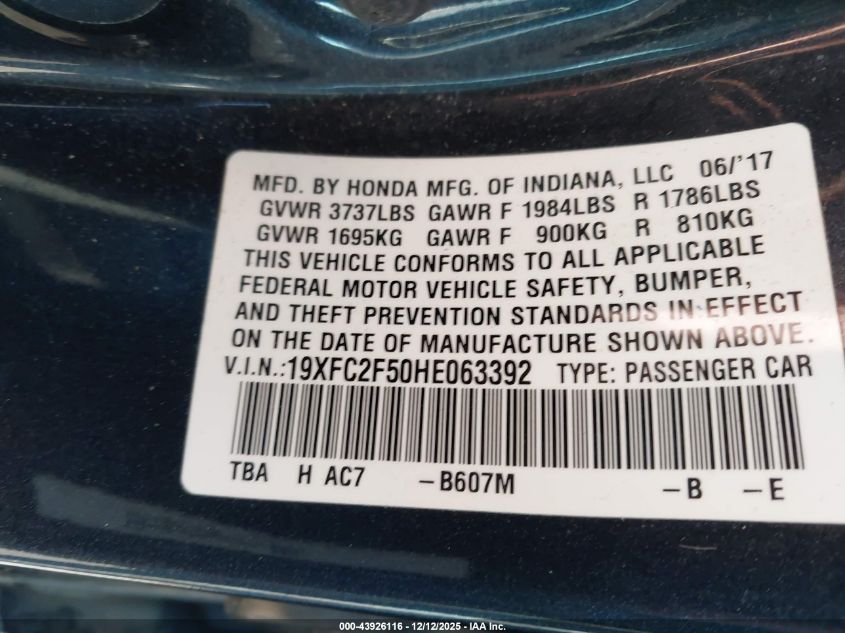 MFD. BY HONDA MFG. OF INDIANA, LLC 06/'17
GVWR 3737LBS GAWR F 1984LBS R 1786LBS
GVWR 1695KG GAWR F 900KG R 810KG
THIS VEHICLE CONFORMS TO ALL APPLICABLE
FEDERAL MOTOR VEHICLE SAFETY, BUMPER,
AND THEFT PREVENTION STANDARDS IN EFFECT
ON THE DATE OF MANUFACTURE SHOWN ABOVE.
V.I.N.:19XFC2F50HE063392 TYPE: PASSENGER CAR
TBA H AC7 -B607M -B -E
000-43926116 - 12/12/2025 - IAA Inc.